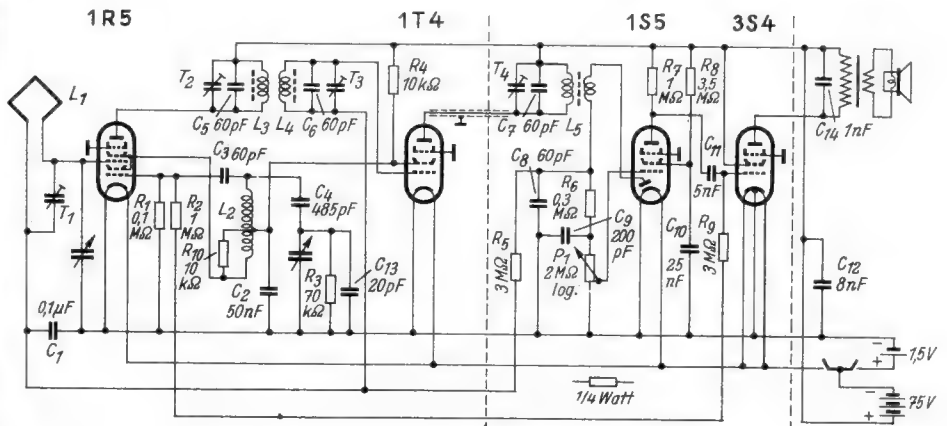 1R5
1T4
1S5
3S4
L1
T1
T2
C5 60pF
L3
L4
C6 60pF
T3
R4
10kΩ
C3 60pF
R1
0,1
MΩ
R2
1
MΩ
L2
R10
10
kΩ
C4
485pF
C2
50nF
R3
70
kΩ
C13
20pF
0,1µF
C1
T4
C7 60pF
L5
C8 60pF
R6
0,3
MΩ
C9
200
pF
R5
3MΩ
P1
2MΩ
log.
R7
1
MΩ
R8
3,5
MΩ
C11
5nF
C10
25
nF
R9
3MΩ
C14 1nF
C12
8nF
1/4 Watt
-
+
1,5V
-
+
75V